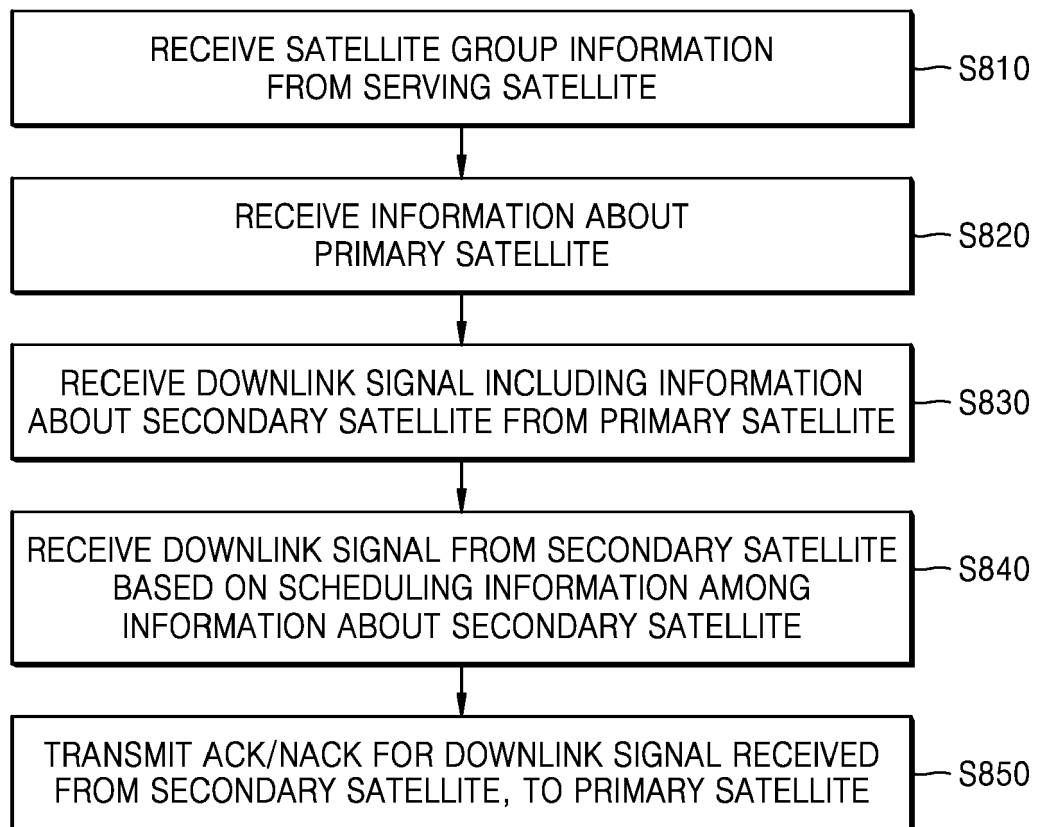 RECEIVE SATELLITE GROUP INFORMATION
FROM SERVING SATELLITE
S810
RECEIVE INFORMATION ABOUT
PRIMARY SATELLITE
S820
RECEIVE DOWNLINK SIGNAL INCLUDING INFORMATION
ABOUT SECONDARY SATELLITE FROM PRIMARY SATELLITE
S830
RECEIVE DOWNLINK SIGNAL FROM SECONDARY SATELLITE
BASED ON SCHEDULING INFORMATION AMONG
INFORMATION ABOUT SECONDARY SATELLITE
S840
TRANSMIT ACK/NACK FOR DOWNLINK SIGNAL RECEIVED
FROM SECONDARY SATELLITE, TO PRIMARY SATELLITE
S850